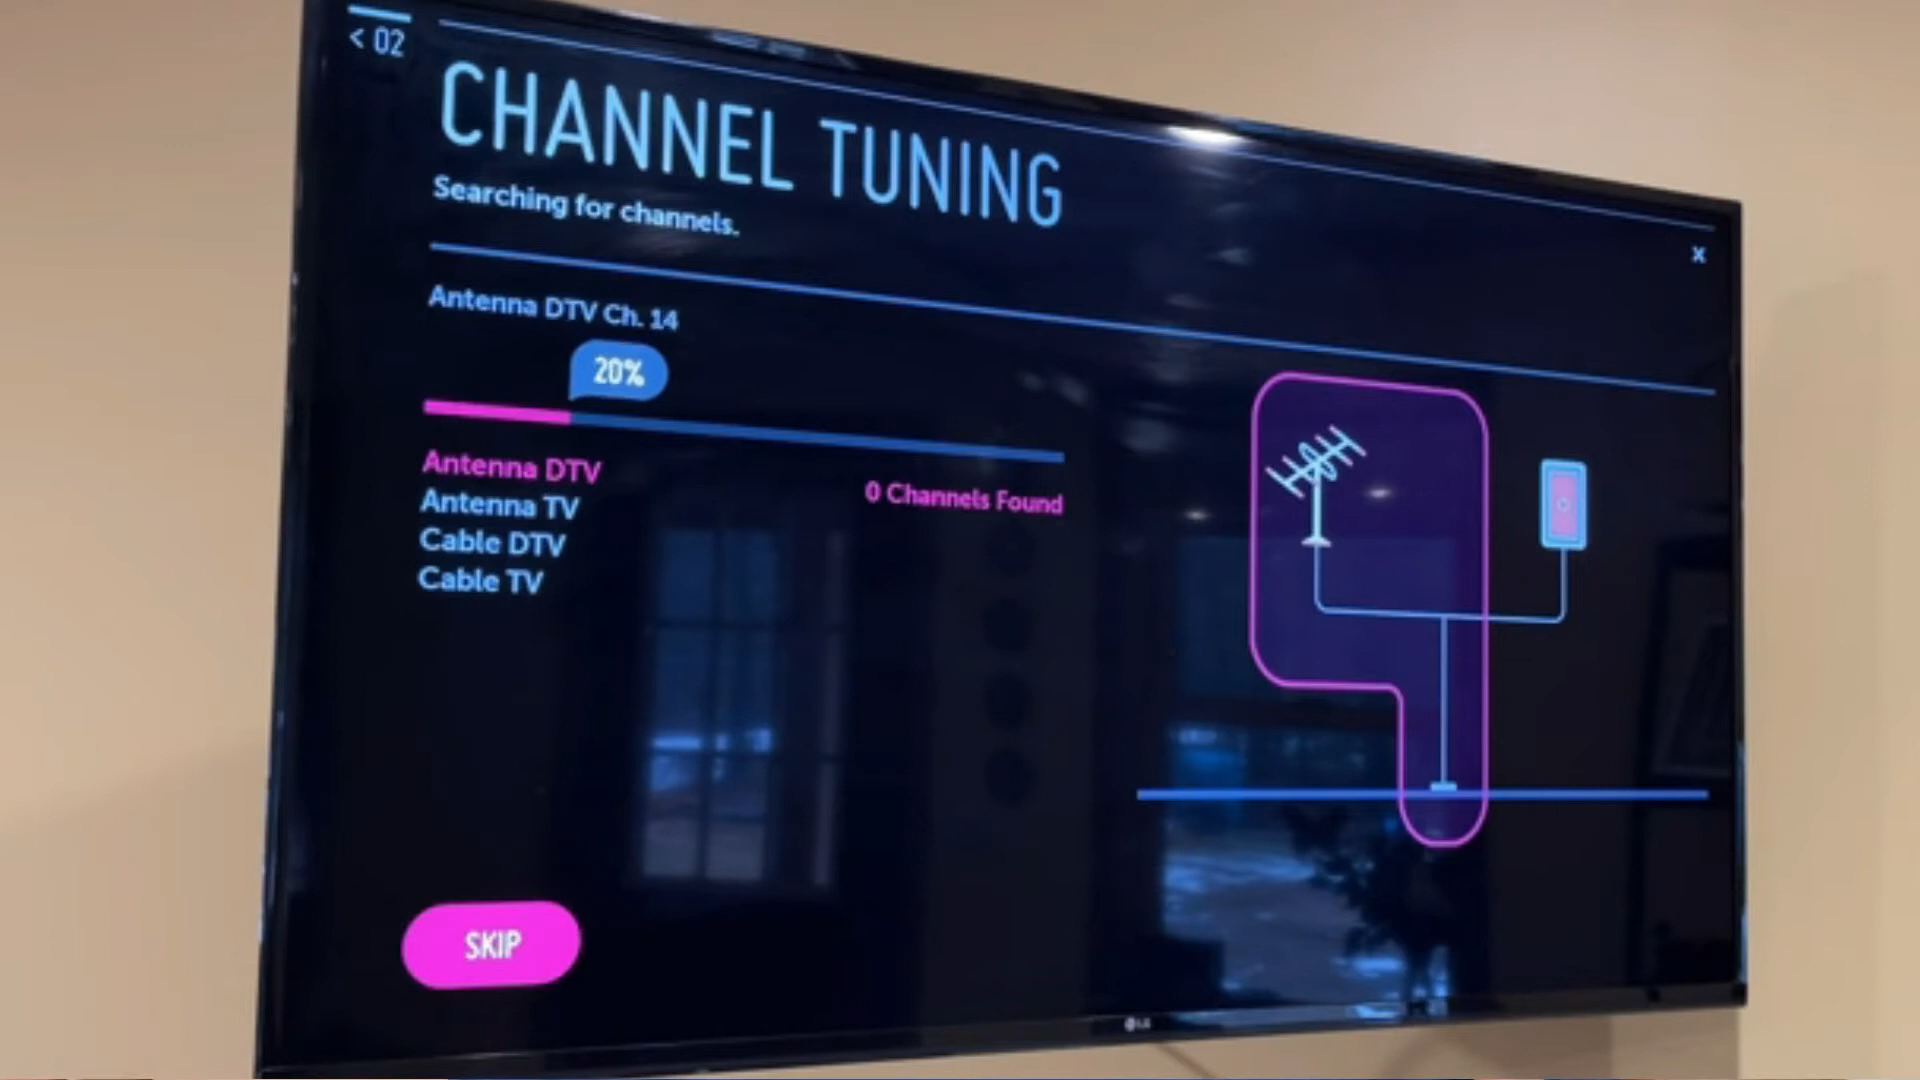 < 02
CHANNEL TUNING
Searching for channels.
x
Antenna DTV Ch. 14
20%
Antenna DTV
0 Channels Found
Antenna TV
Cable DTV
Cable TV
SKIP
LG